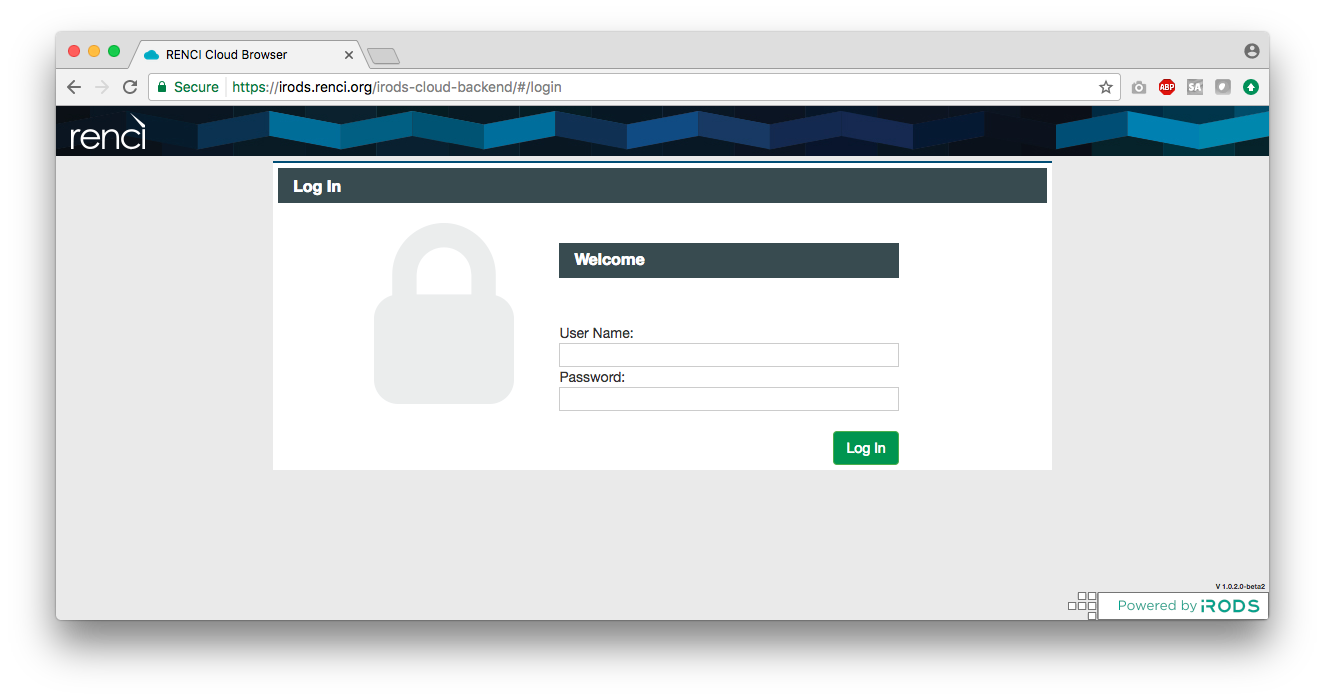 RENCI Cloud Browser
Secure https://irods.renci.org/irods-cloud-backend/#/login
ABP
SA
renci
Log In
Welcome
User Name:
Password:
Log In
V 1.0.2.0-beta2
Powered by iRODS